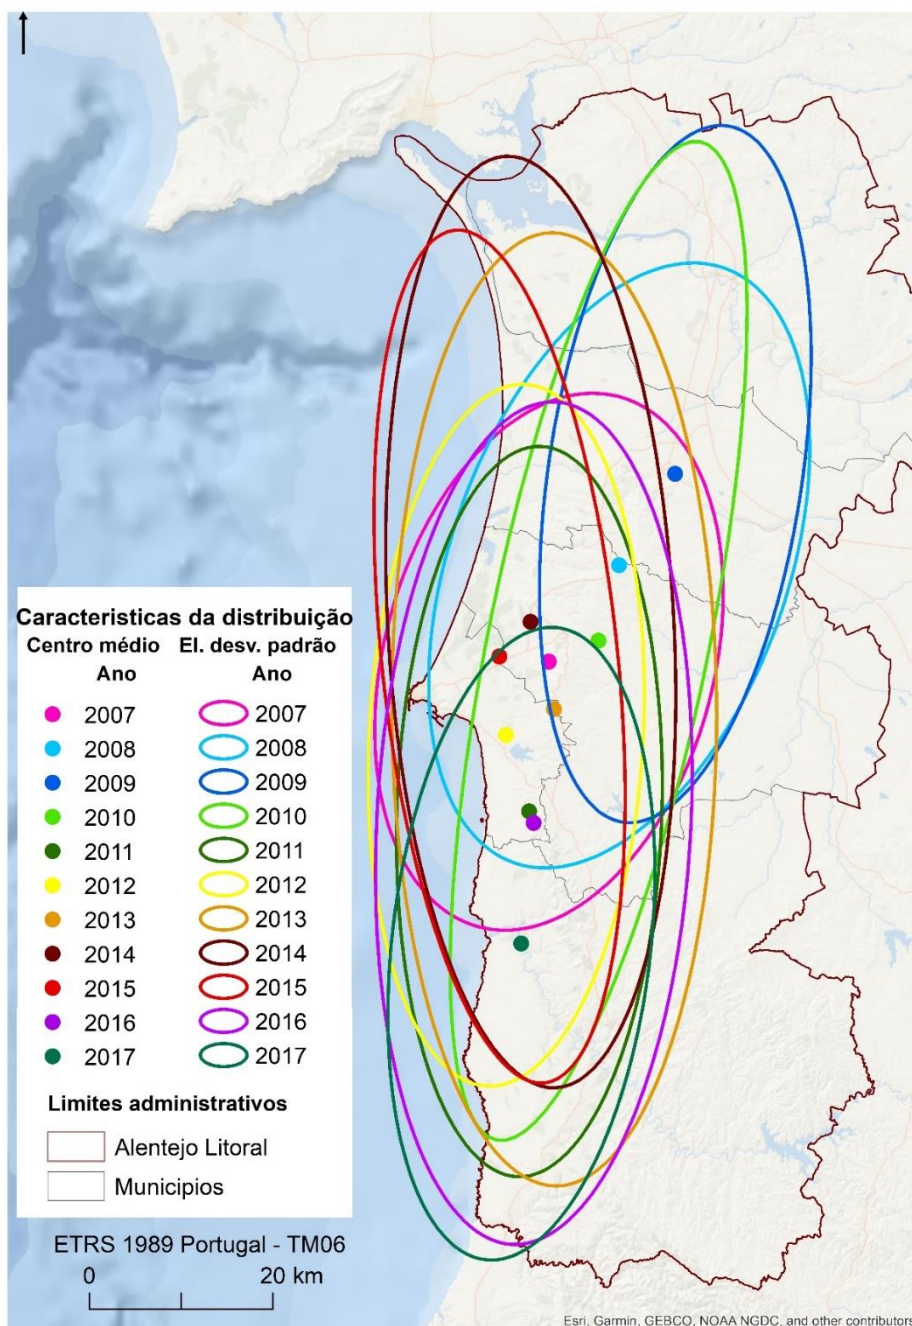 Caracteristicas da distribuição
Centro médio El. desv. padrão
Ano Ano
2007 2007
2008 2008
2009 2009
2010 2010
2011 2011
2012 2012
2013 2013
2014 2014
2015 2015
2016 2016
2017 2017
Limites administrativos
Alentejo Litoral
Municipios
ETRS 1989 Portugal - TM06
0 20 km
Esri, Garmin, GEBCO, NOAA NGDC, and other contributors